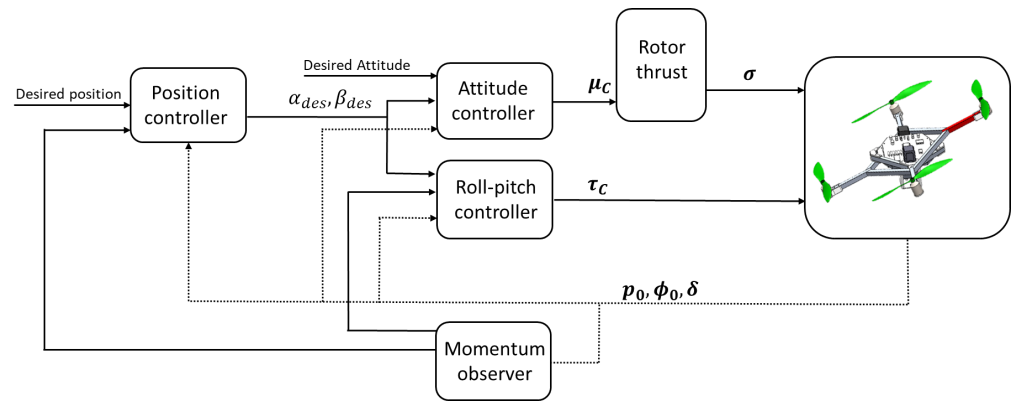 Desired position
Position
controller
Desired Attitude
α_des, β_des
Attitude
controller
μ_C
Rotor
thrust
σ
Roll-pitch
controller
τ_C
p_0, ϕ_0, δ
Momentum
observer